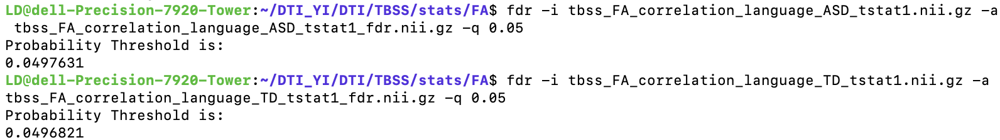 LD@dell-Precision-7920-Tower:~/DTI_YI/DTI/TBSS/stats/FA$ fdr -i tbss_FA_correlation_language_ASD_tstat1.nii.gz -a
tbss_FA_correlation_language_ASD_tstat1_fdr.nii.gz -q 0.05
Probability Threshold is:
0.0497631
LD@dell-Precision-7920-Tower:~/DTI_YI/DTI/TBSS/stats/FA$ fdr -i tbss_FA_correlation_language_TD_tstat1.nii.gz -a
tbss_FA_correlation_language_TD_tstat1_fdr.nii.gz -q 0.05
Probability Threshold is:
0.0496821